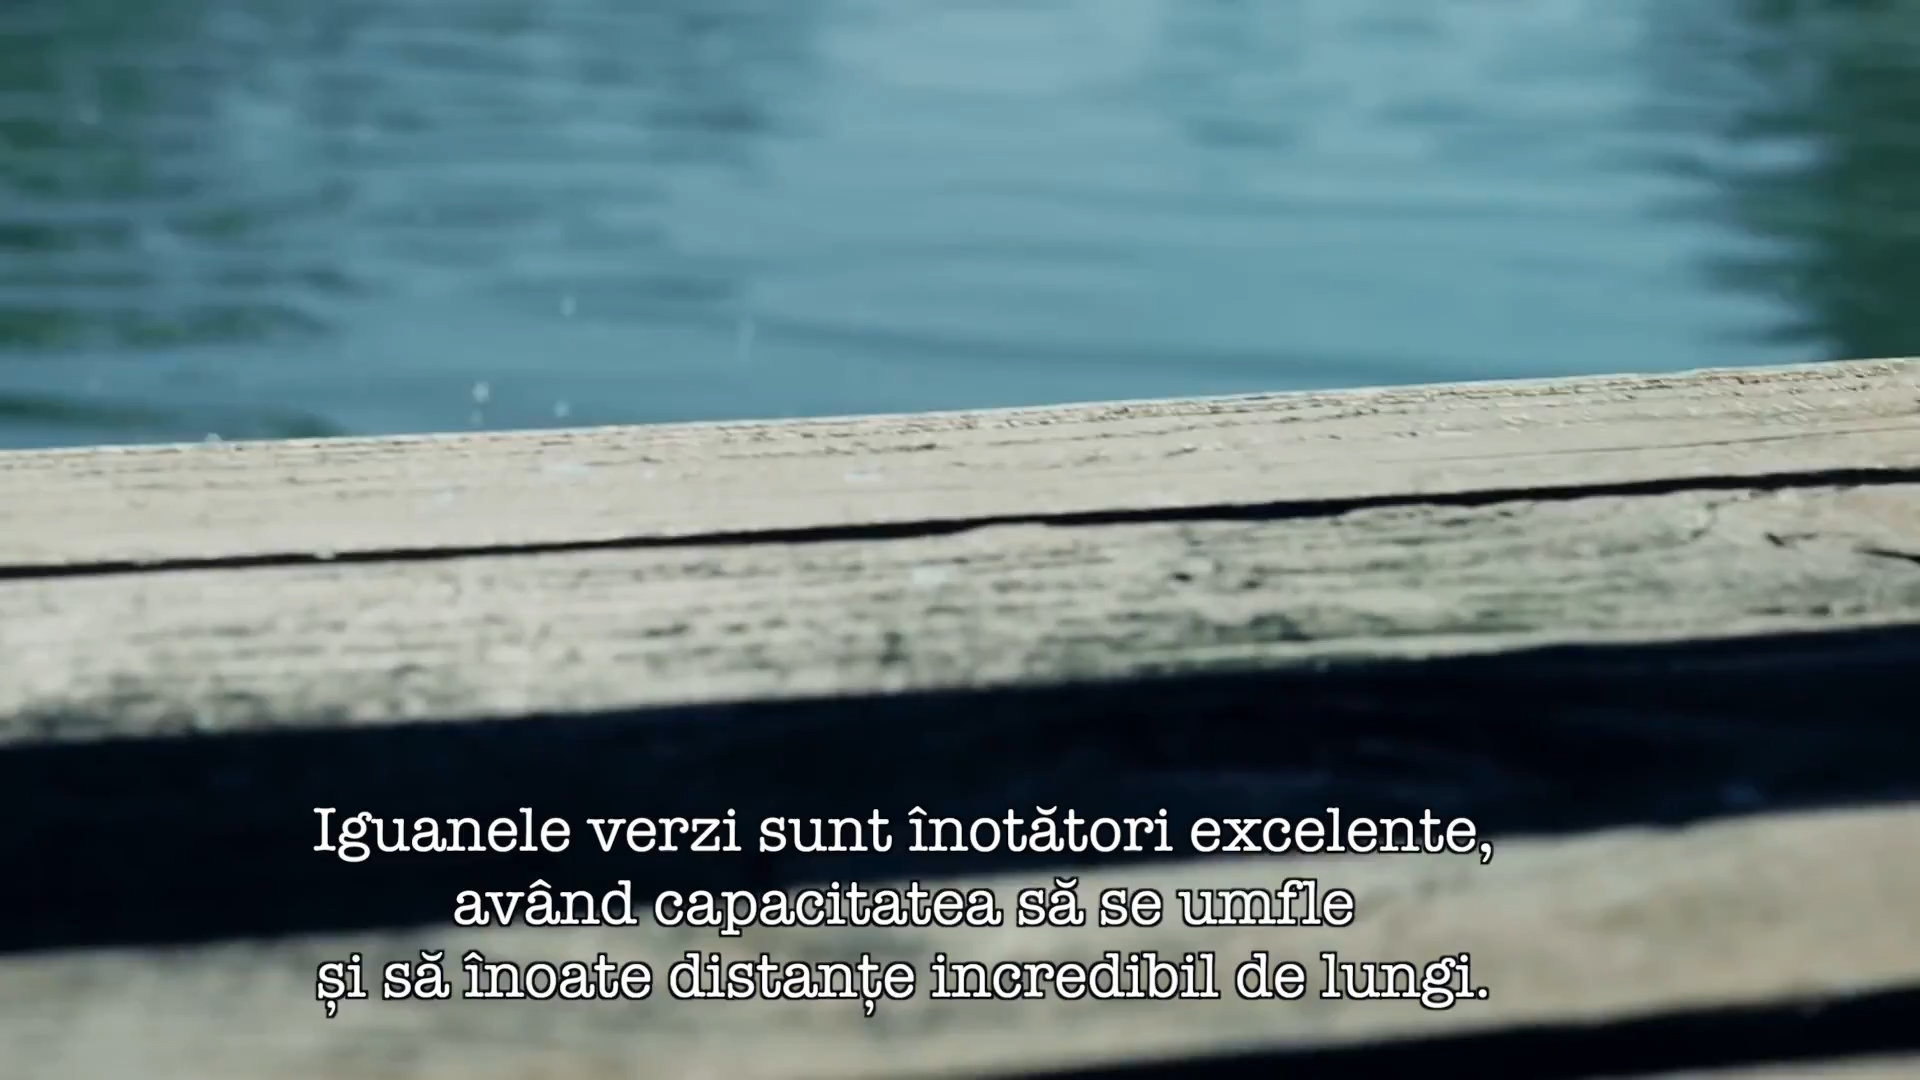 Iguanele verzi sunt înotători excelente,
având capacitatea să se umfle
și să înoate distanțe incredibil de lungi.